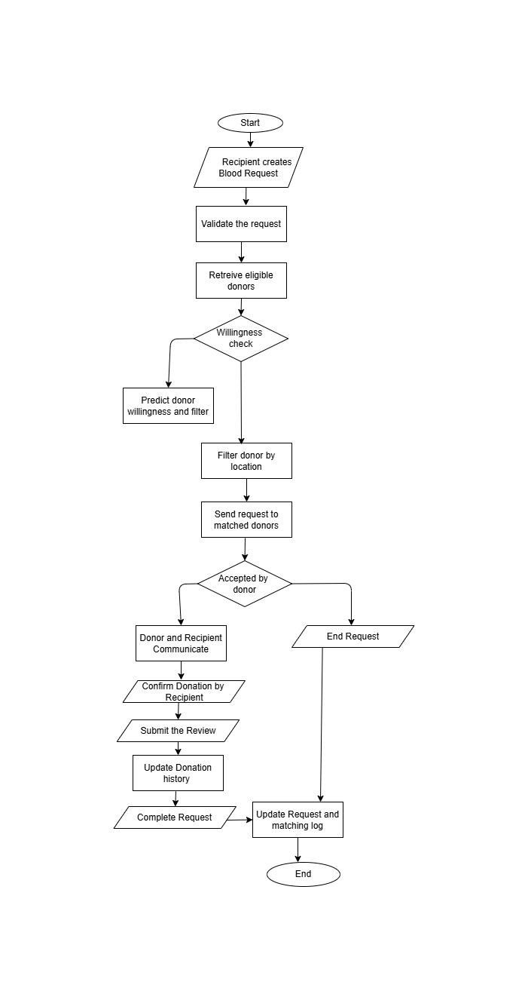 Start
Recipient creates
Blood Request
Validate the request
Retreive eligible
donors
Willingness
check
Predict donor
willingness and filter
Filter donor by
location
Send request to
matched donors
Accepted by
donor
Donor and Recipient
Communicate
End Request
Confirm Donation by
Recipient
Submit the Review
Update Donation
history
Complete Request
Update Request and
matching log
End